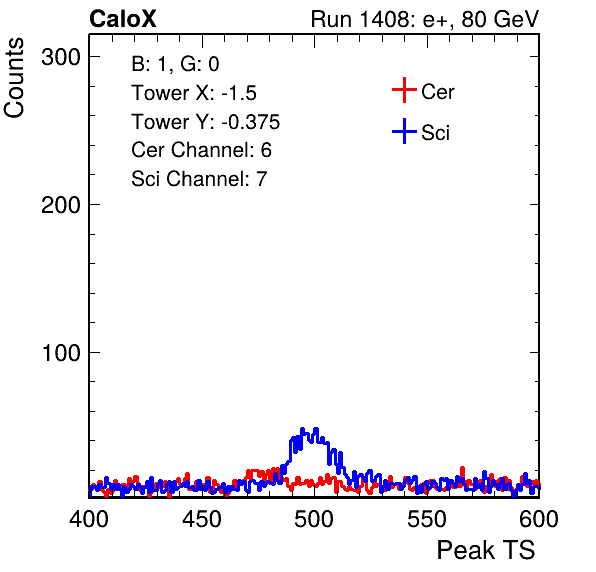 CaloX Run 1408: e+, 80 GeV
Counts
B: 1, G: 0
Tower X: -1.5
Tower Y: -0.375
Cer Channel: 6
Sci Channel: 7
Cer
Sci
300
200
100
400 450 500 550 600
Peak TS